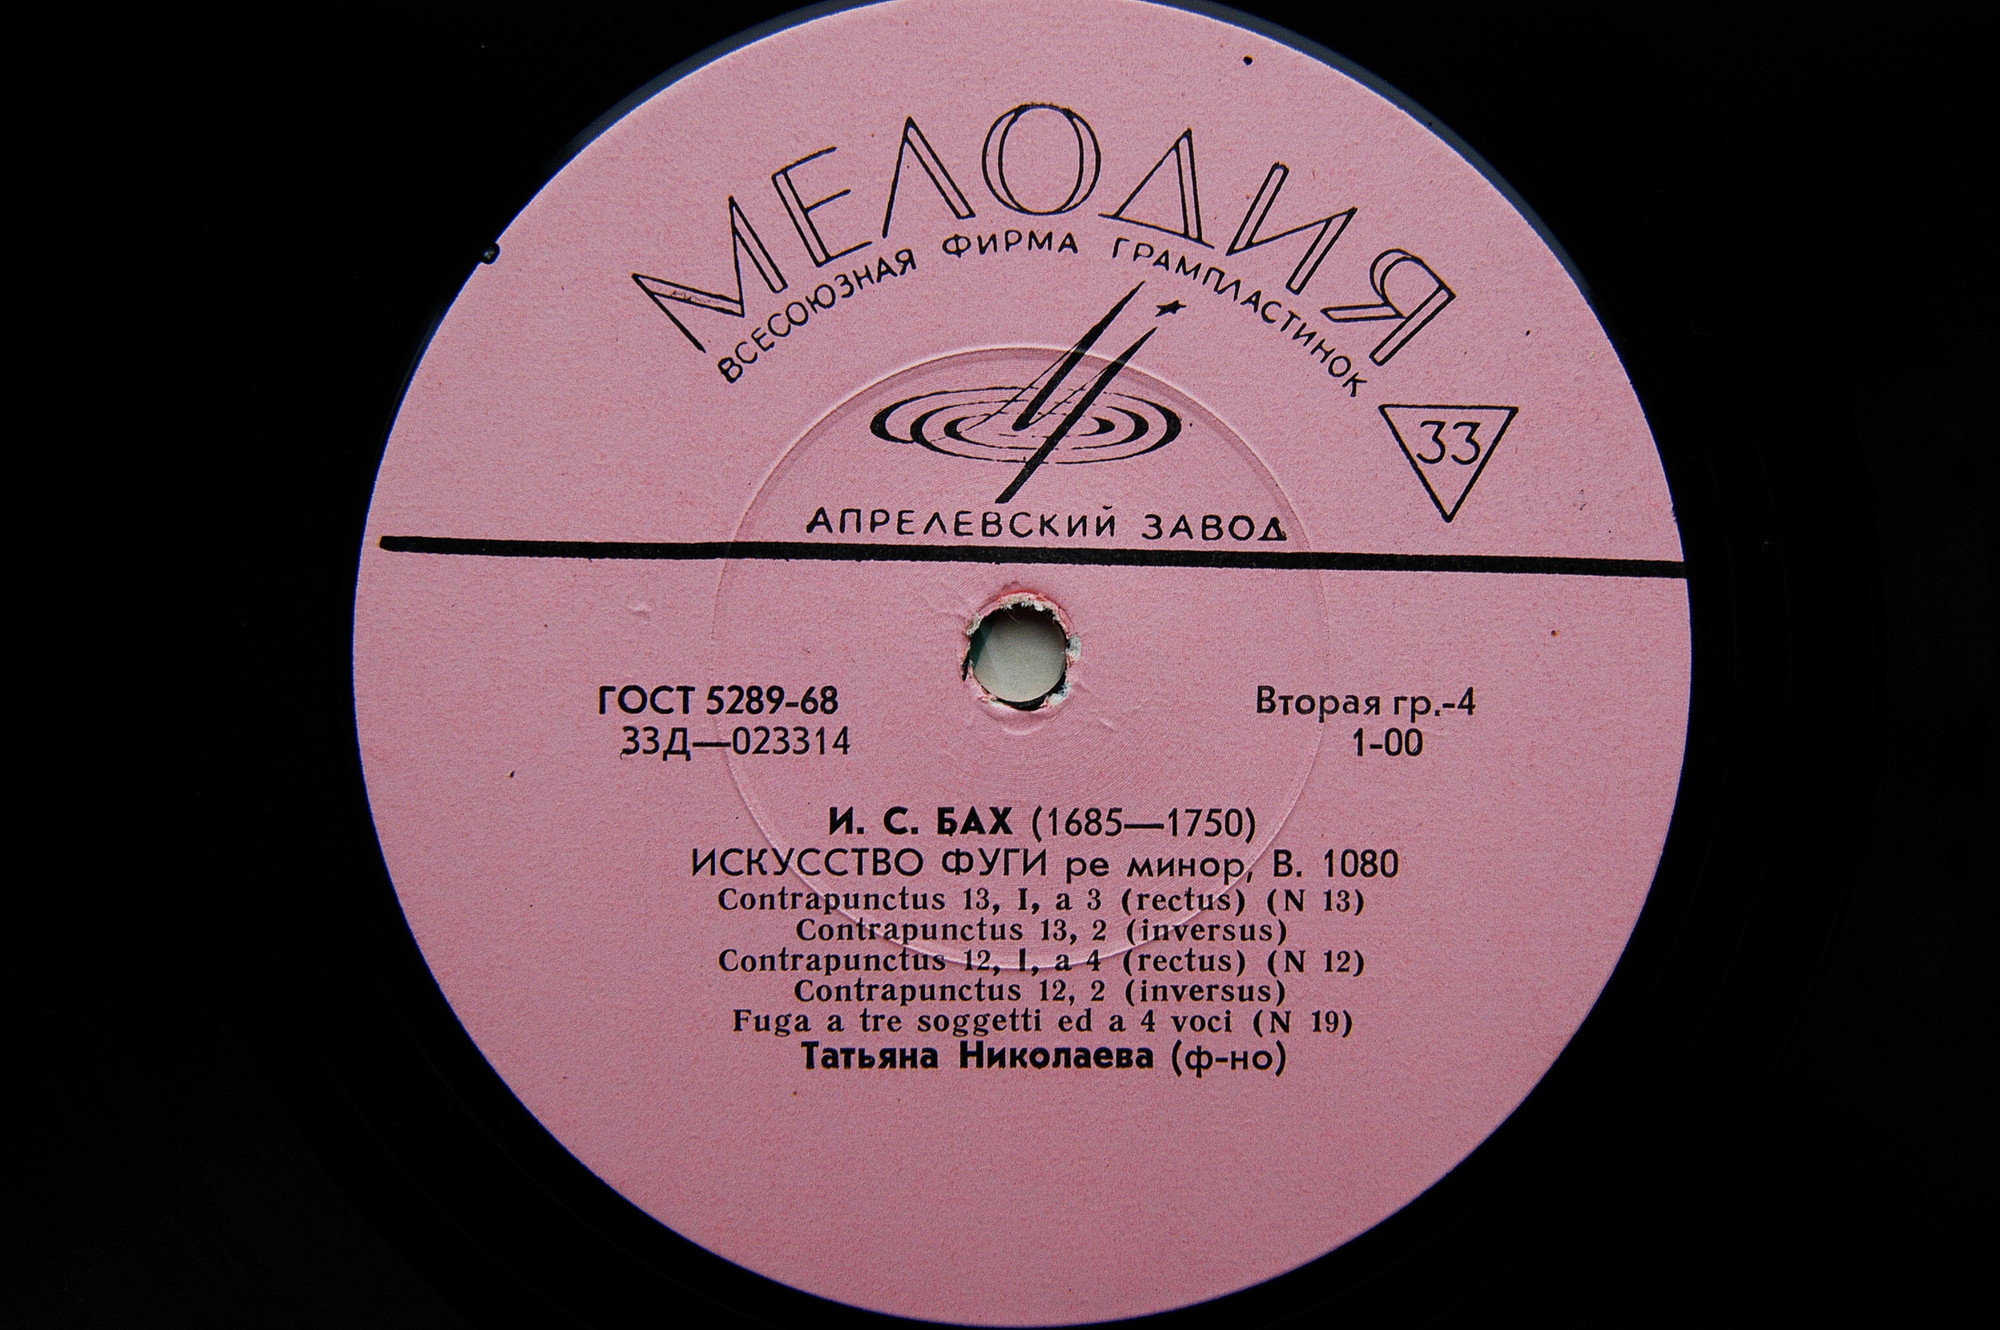 МЕЛОДИЯ
ВСЕСОЮЗНАЯ ФИРМА ГРАМПЛАСТИНОК
33
АПРЕЛЕВСКИЙ ЗАВОД
ГОСТ 5289-68
Вторая гр.-4
33Д—023314
1-00
И. С. БАХ (1685—1750)
ИСКУССТВО ФУГИ ре минор, В. 1080
Contrapunctus 13, I, a 3 (rectus) (N 13)
Contrapunctus 13, 2 (inversus)
Contrapunctus 12, I, a 4 (rectus) (N 12)
Contrapunctus 12, 2 (inversus)
Fuga a tre soggetti ed a 4 voci (N 19)
Татьяна Николаева (ф-но)